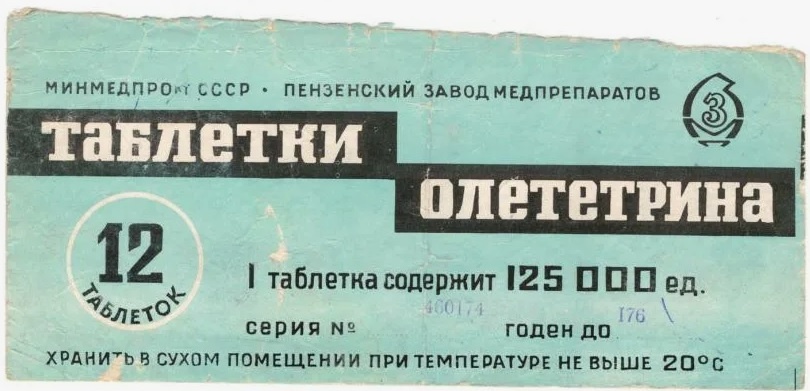 МИНМЕДПРОМ СССР • ПЕНЗЕНСКИЙ ЗАВОД МЕДПРЕПАРАТОВ
З
таблетки
олететрина
12
ТАБЛЕТОК
1 таблетка содержит 125 000 ед.
серия № 460174 годен до 176
ХРАНИТЬ В СУХОМ ПОМЕЩЕНИИ ПРИ ТЕМПЕРАТУРЕ НЕ ВЫШЕ 20°С